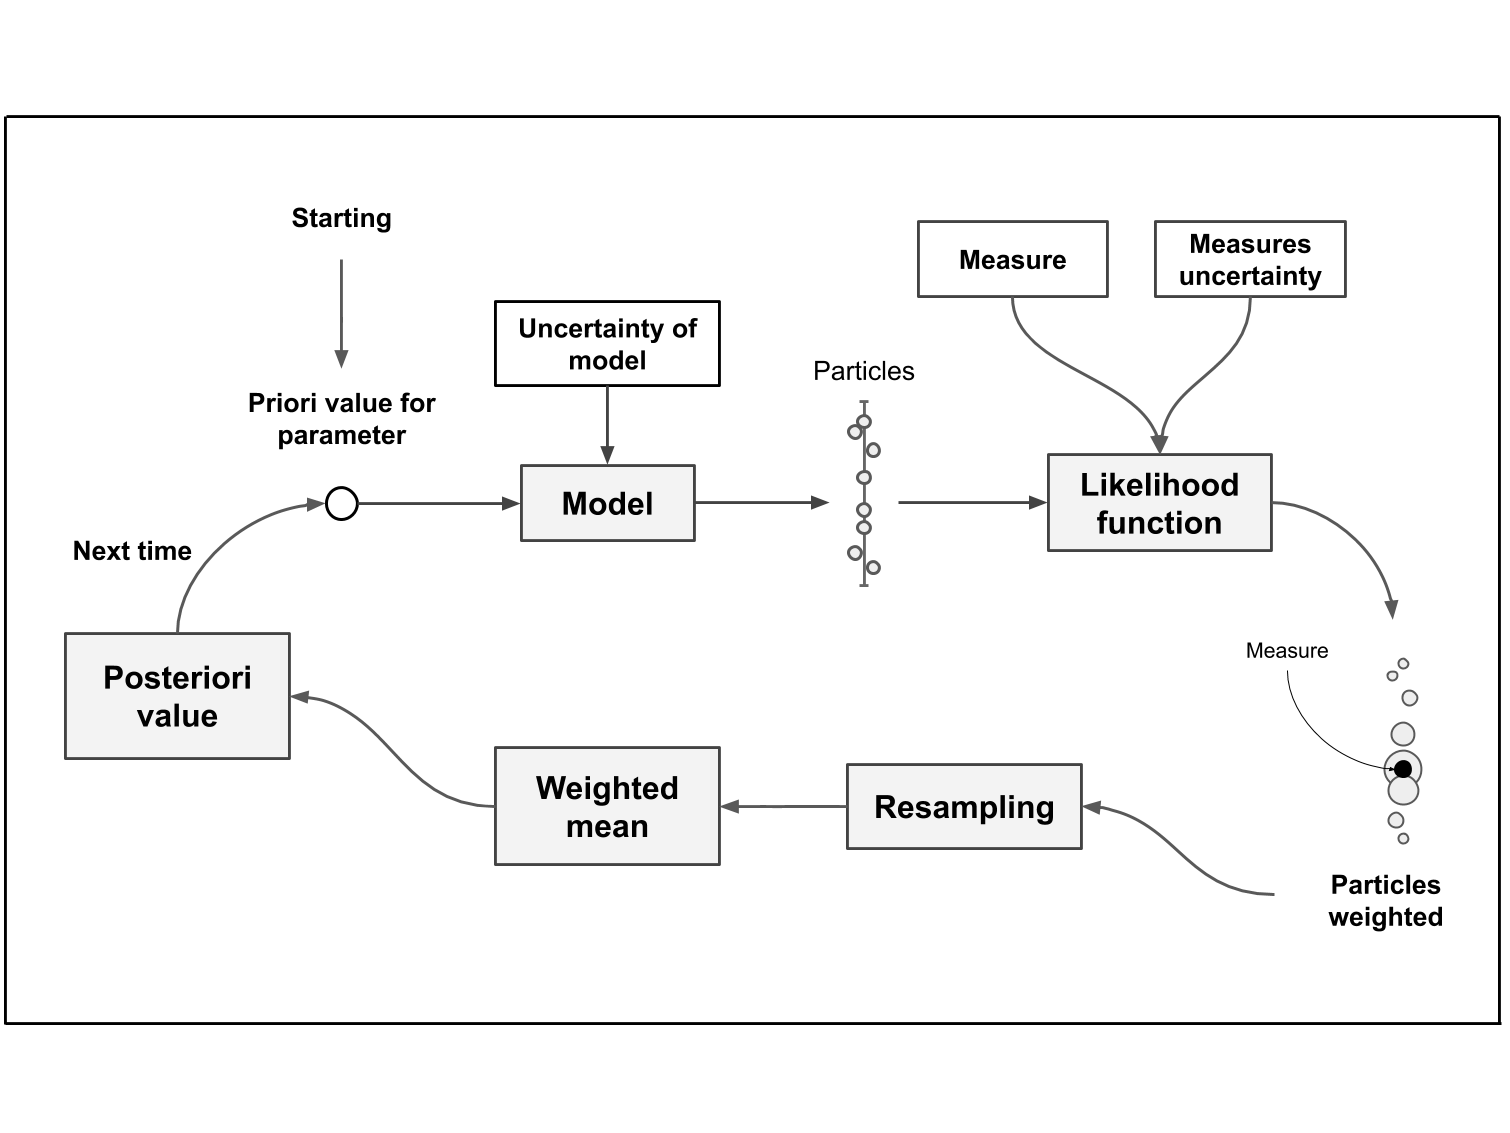 Starting
Priori value for
parameter
Uncertainty of
model
Model
Particles
Measure
Measures
uncertainty
Likelihood
function
Measure
Particles
weighted
Resampling
Weighted
mean
Posteriori
value
Next time